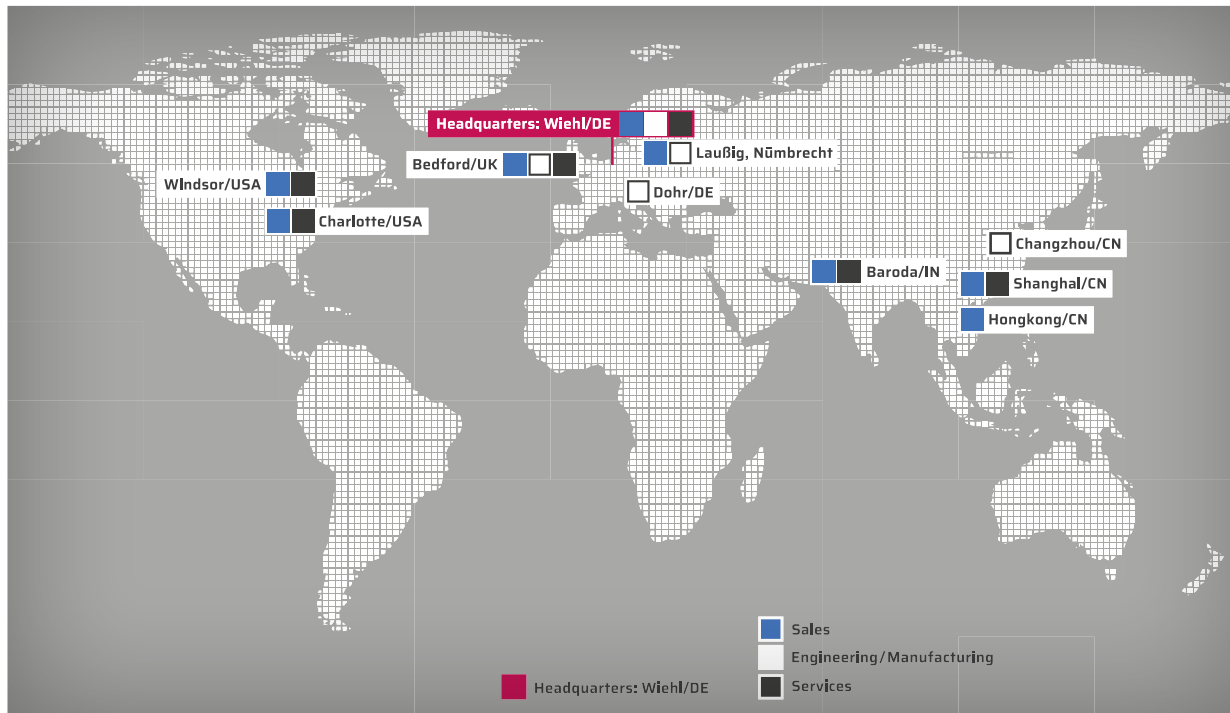 Headquarters: Wiehl/DE
Laußig, Nümbrecht
Bedford/UK
Dohr/DE
WIndsor/USA
Charlotte/USA
Changzhou/CN
Baroda/IN
ShanghaI/CN
Hongkong/CN
Sales
Engineering/Manufacturing
Headquarters: Wiehl/DE
Services